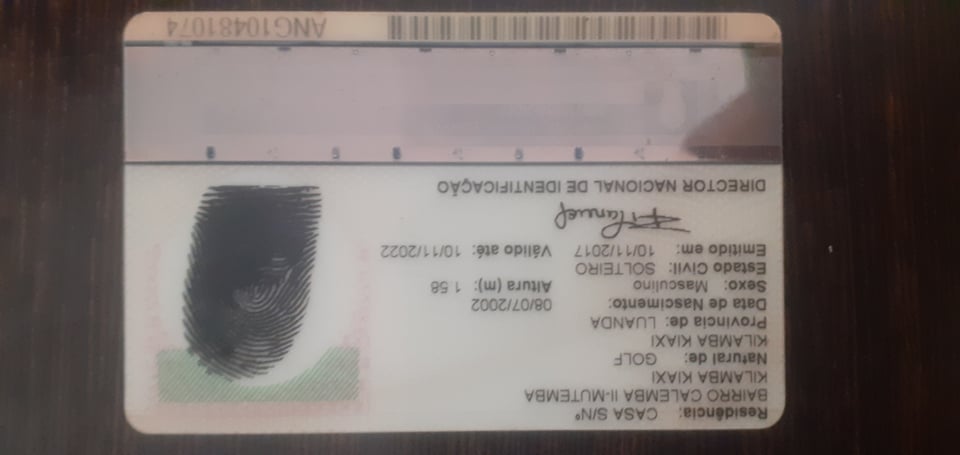 Residência: CASA S/Nº
BAIRRO CALEMBA II-MUTEMBA
KILAMBA KIAXI
Natural de: GOLF
KILAMBA KIAXI
Provincia de: LUANDA
Data de Nascimento: 08/07/2002
Sexo: Masculino Altura (m): 1.58
Estado Civil: SOLTEIRO
Emitido em: 10/11/2017 Válido até: 10/11/2022
DIRECTOR NACIONAL DE IDENTIFICAÇÃO
ANG10481074